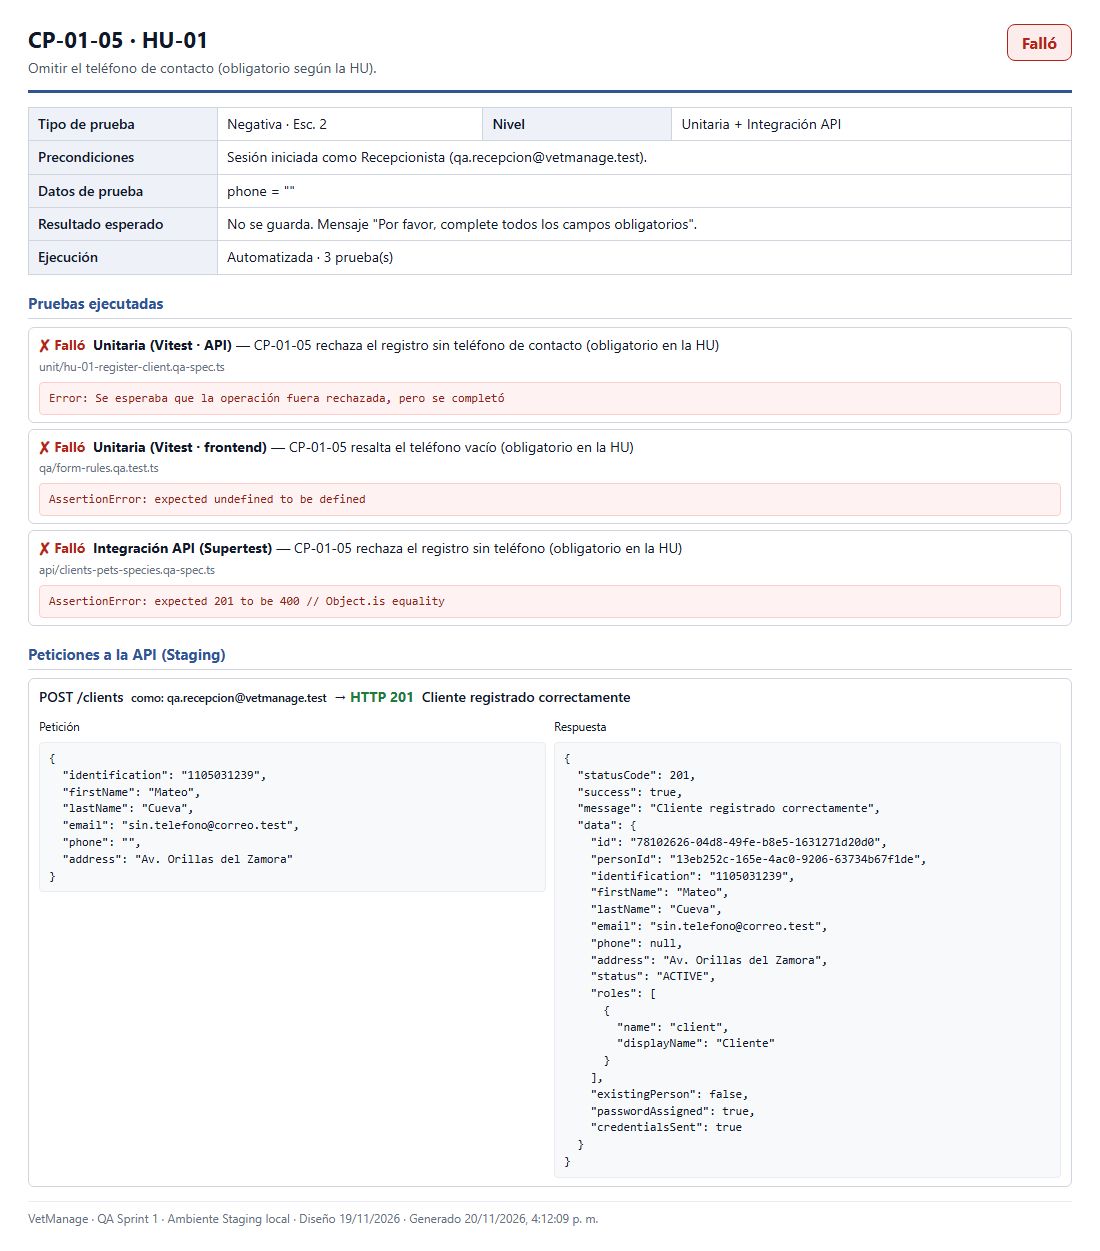 CP-01-05 · HU-01
Falló
Omitir el teléfono de contacto (obligatorio según la HU).
Tipo de prueba Negativa · Esc. 2 Nivel Unitaria + Integración API
Precondiciones Sesión iniciada como Recepcionista (qa.recepcion@vetmanage.test).
Datos de prueba phone = ""
Resultado esperado No se guarda. Mensaje "Por favor, complete todos los campos obligatorios".
Ejecución Automatizada · 3 prueba(s)
Pruebas ejecutadas
✘ Falló Unitaria (Vitest · API) — CP-01-05 rechaza el registro sin teléfono de contacto (obligatorio en la HU)
unit/hu-01-register-client.qa-spec.ts
Error: Se esperaba que la operación fuera rechazada, pero se completó
✘ Falló Unitaria (Vitest · frontend) — CP-01-05 resalta el teléfono vacío (obligatorio en la HU)
qa/form-rules.qa.test.ts
AssertionError: expected undefined to be defined
✘ Falló Integración API (Supertest) — CP-01-05 rechaza el registro sin teléfono (obligatorio en la HU)
api/clients-pets-species.qa-spec.ts
AssertionError: expected 201 to be 400 // Object.is equality
Peticiones a la API (Staging)
POST /clients como: qa.recepcion@vetmanage.test → HTTP 201 Cliente registrado correctamente
Petición
{
  "identification": "1105031239",
  "firstName": "Mateo",
  "lastName": "Cueva",
  "email": "sin.telefono@correo.test",
  "phone": "",
  "address": "Av. Orillas del Zamora"
}
Respuesta
{
  "statusCode": 201,
  "success": true,
  "message": "Cliente registrado correctamente",
  "data": {
    "id": "78102626-04d8-49fe-b8e5-1631271d20d0",
    "personId": "13eb252c-165e-4ac0-9206-63734b67f1de",
    "identification": "1105031239",
    "firstName": "Mateo",
    "lastName": "Cueva",
    "email": "sin.telefono@correo.test",
    "phone": null,
    "address": "Av. Orillas del Zamora",
    "status": "ACTIVE",
    "roles": [
      {
        "name": "client",
        "displayName": "Cliente"
      }
    ],
    "existingPerson": false,
    "passwordAssigned": true,
    "credentialsSent": true
  }
}
VetManage · QA Sprint 1 · Ambiente Staging local · Diseño 19/11/2026 · Generado 20/11/2026, 4:12:09 p. m.